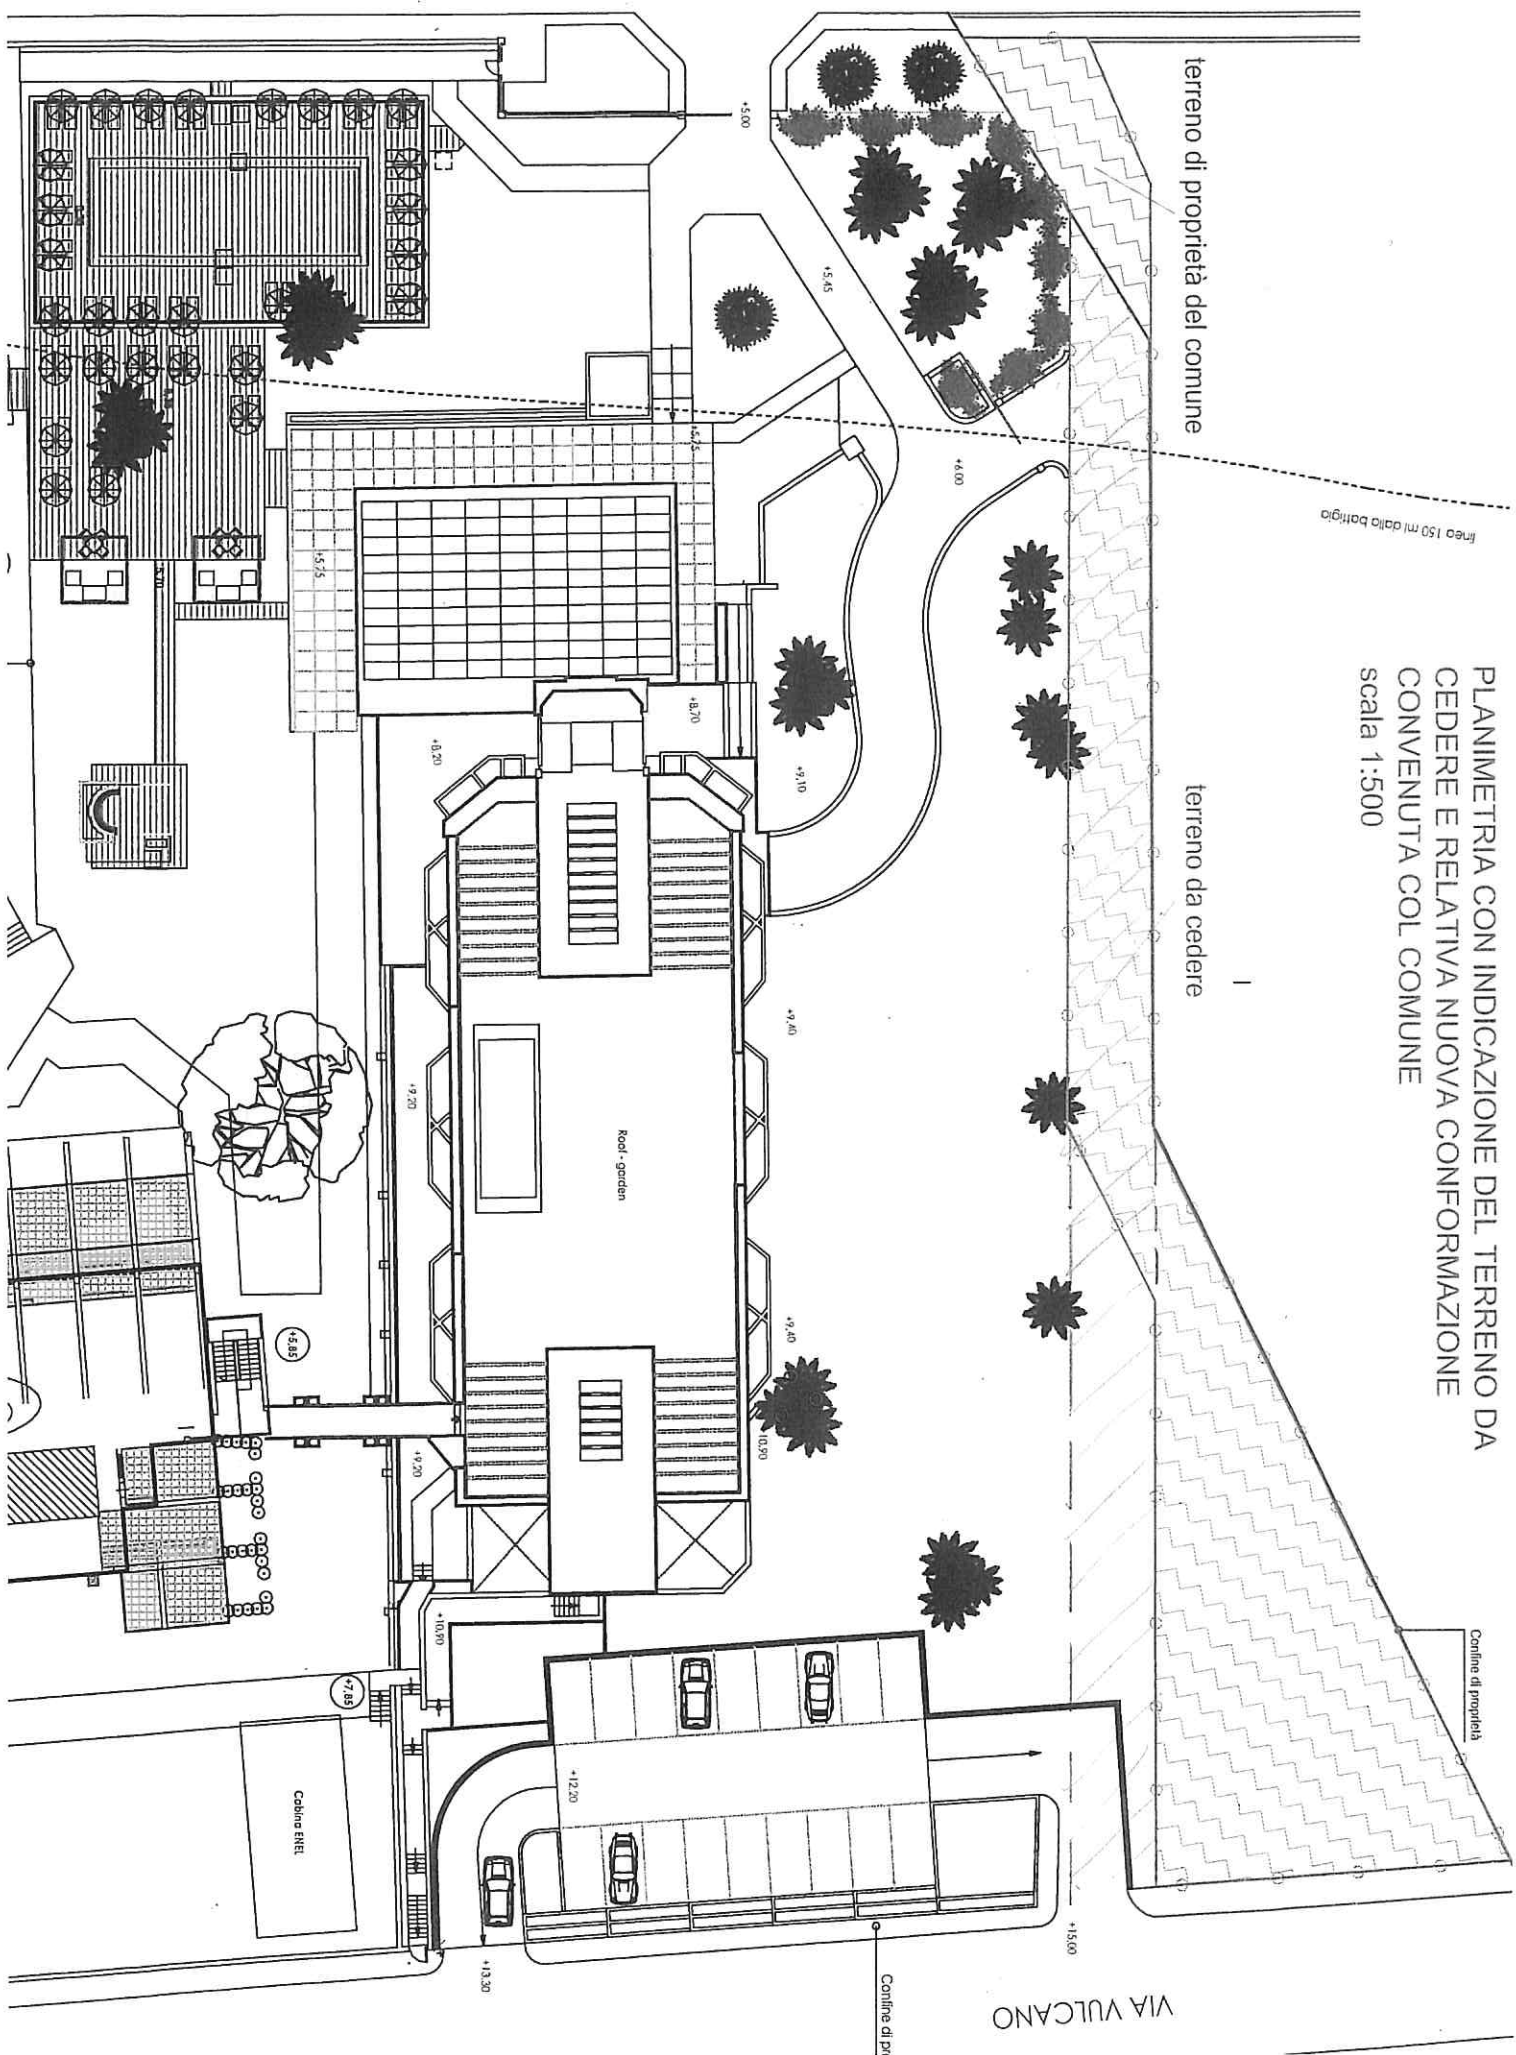 PLANIMETRIA CON INDICAZIONE DEL TERRENO DA
CEDERE E RELATIVA NUOVA CONFORMAZIONE
CONVENUTA COL COMUNE
scala 1:500
terreno di proprietà del comune
terreno da cedere
linea 150 ml dalla battigia
Confine di proprietà
+5.00
+5.45
+6.00
+5.75
+5.75
5.70
+8.70
+8.20
+9.10
+9.40
+9.20
Roof - garden
+9.40
+5.85
10.90
+9.20
+10.90
+7.85
+12.20
Cabina ENEL
+13.30
+15.00
Confine di pr
VIA VULCANO